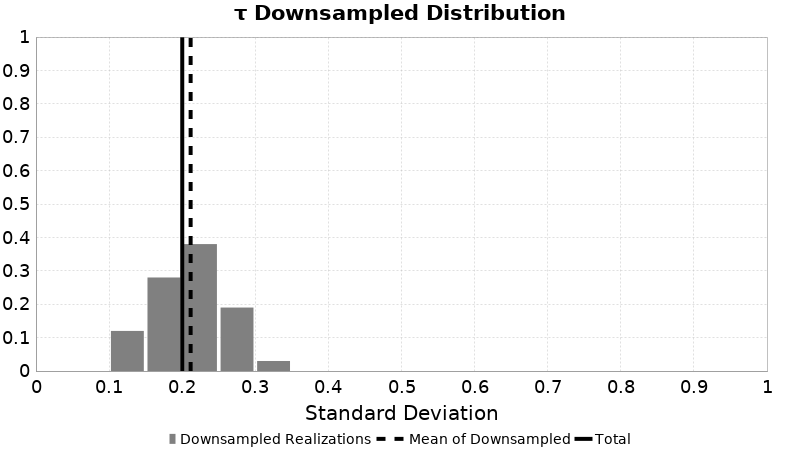 τ Downsampled Distribution
1
0.9
0.8
0.7
0.6
0.5
0.4
0.3
0.2
0.1
0
0 0.1 0.2 0.3 0.4 0.5 0.6 0.7 0.8 0.9 1
Standard Deviation
Downsampled Realizations Mean of Downsampled Total